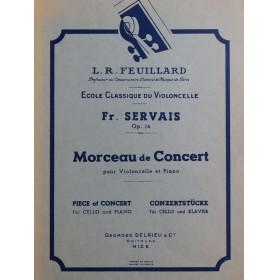 L. R. FEUILLARD
Professeur au Conservatoire National de Musique de Paris
ECOLE CLASSIQUE DU VIOLONCELLE
FR. SERVAIS
Op. 14
Morceau de Concert
pour Violoncelle et Piano
PIECE OF CONCERT
for CELLO and PIANO
CONZERTSTÜCKE
für CELLO und KLAVIER
GEORGES DELRIEU & Cie
ÉDITEURS
NICE